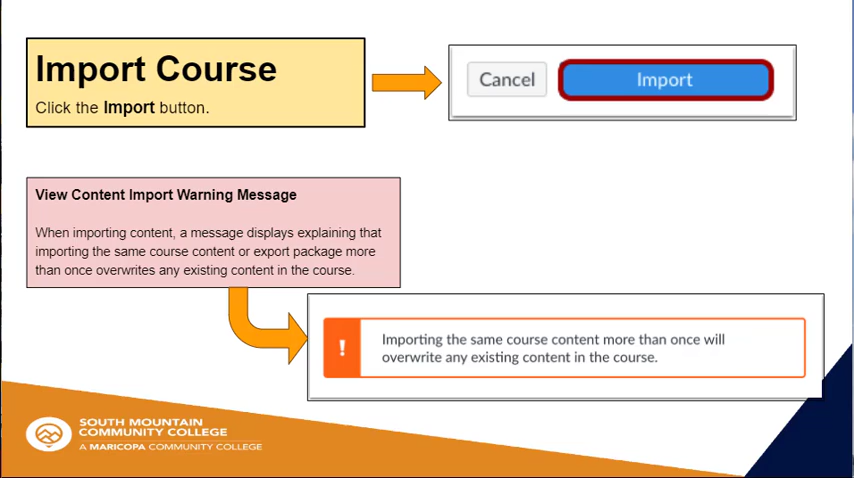 Import Course
Click the Import button.
Cancel
Import
View Content Import Warning Message
When importing content, a message displays explaining that
importing the same course content or export package more
than once overwrites any existing content in the course.
!
Importing the same course content more than once will
overwrite any existing content in the course.
SOUTH MOUNTAIN
COMMUNITY COLLEGE
A MARICOPA COMMUNITY COLLEGE